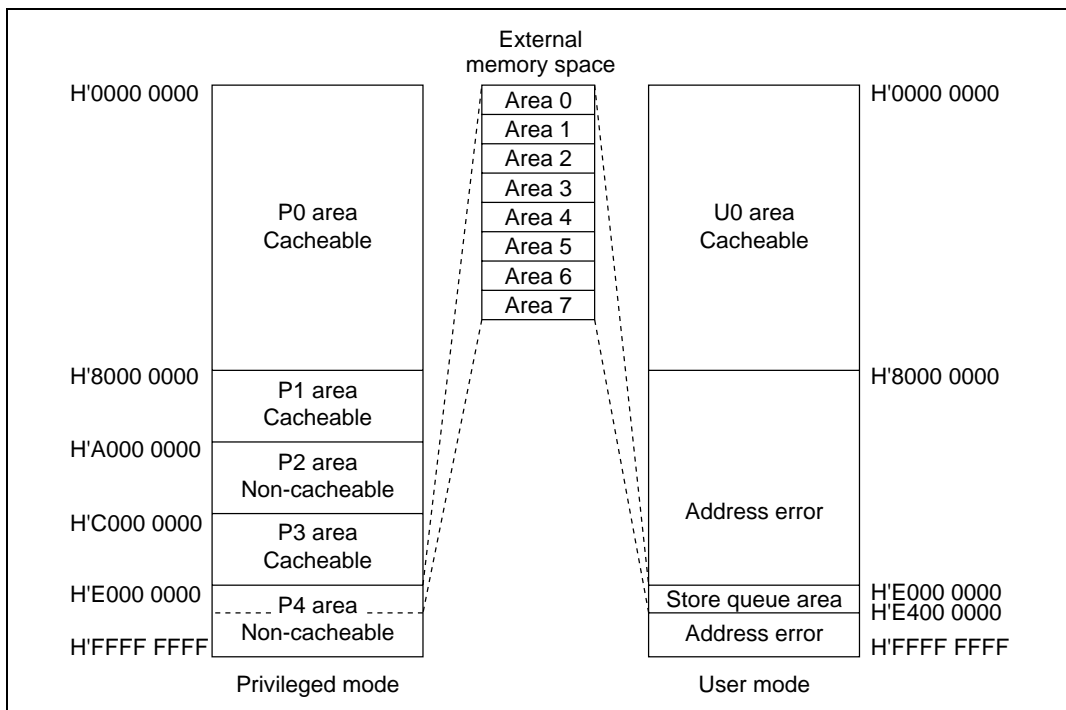 External
memory space
H'0000 0000
Area 0
H'0000 0000
Area 1
Area 2
Area 3
Area 4
Area 5
Area 6
Area 7
P0 area
Cacheable
U0 area
Cacheable
H'8000 0000
H'8000 0000
P1 area
Cacheable
H'A000 0000
P2 area
Non-cacheable
H'C000 0000
P3 area
Cacheable
Address error
H'E000 0000
P4 area
Non-cacheable
Store queue area
H'E000 0000
H'E400 0000
Address error
H'FFFF FFFF
H'FFFF FFFF
Privileged mode
User mode